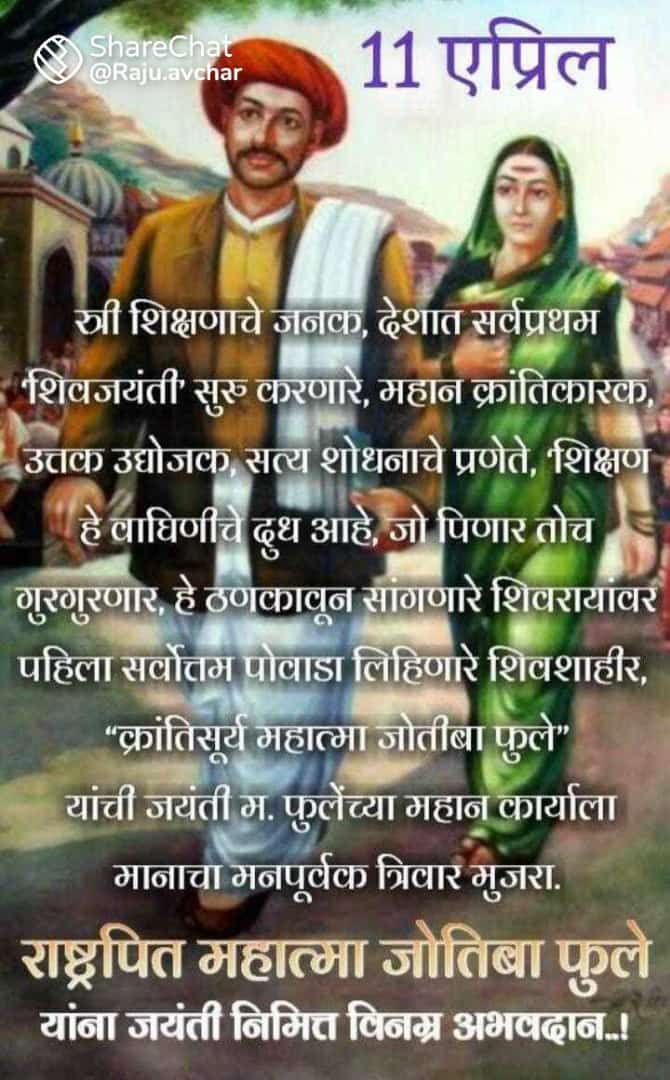 ShareChat
@Raju.avchar
11 एप्रिल
स्त्री शिक्षणाचे जनक, देशात सर्वप्रथम
'शिवजयंती' सुरु करणारे, महान क्रांतिकारक,
उत्तक उद्योजक, सत्य शोधनाचे प्रणेते, 'शिक्षण
हे वाघिणीचे दुध आहे, जो पिणार तोच
गुरगुरणार, हे ठणकावून सांगणारे शिवरायांवर
पहिला सर्वोत्तम पोवाडा लिहिणारे शिवशाहीर,
“क्रांतिसूर्य महात्मा जोतीबा फुले”
यांची जयंती म. फुलेंच्या महान कार्याला
मानाचा मनपूर्वक त्रिवार मुजरा.
राष्ट्रपित महात्मा जोतिबा फुले
यांना जयंती निमित्त विनम्र अभवदान..!